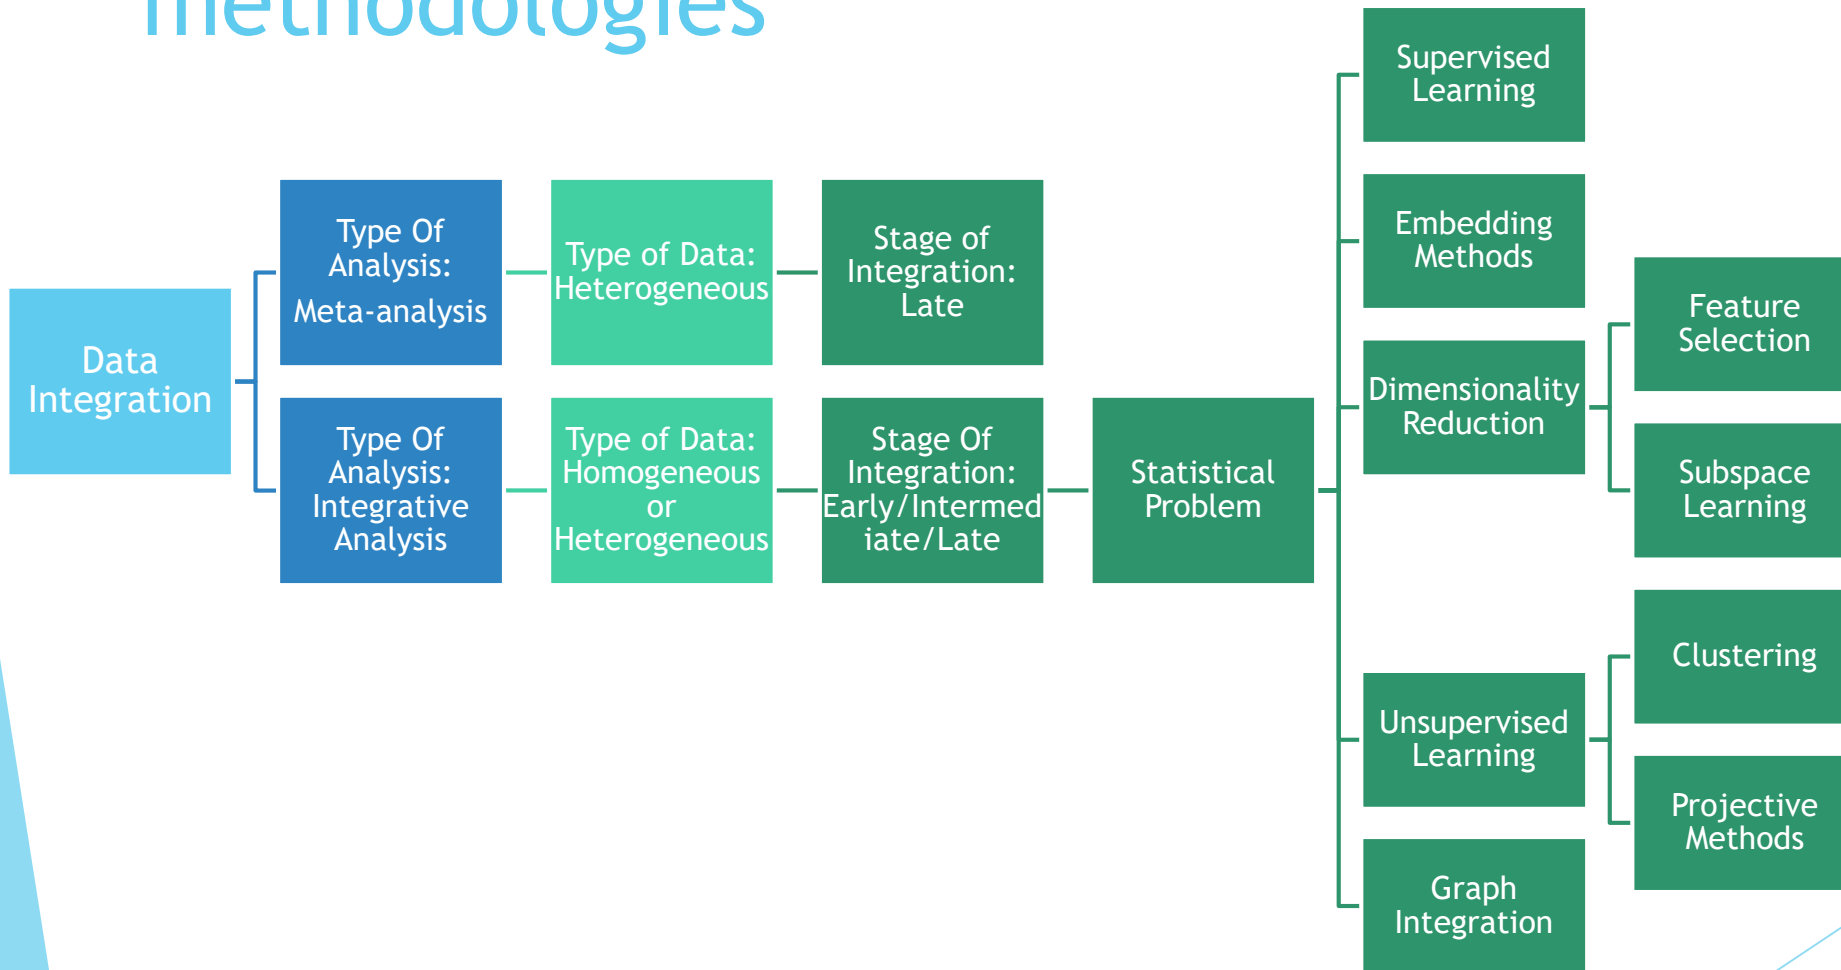 methodologies
Data
Integration
Type Of
Analysis:
Meta-analysis
Type of Data:
Heterogeneous
Stage of
Integration:
Late
Type Of
Analysis:
Integrative
Analysis
Type of Data:
Homogeneous
or
Heterogeneous
Stage Of
Integration:
Early/Intermed
iate/Late
Statistical
Problem
Supervised
Learning
Embedding
Methods
Dimensionality
Reduction
Feature
Selection
Subspace
Learning
Unsupervised
Learning
Clustering
Projective
Methods
Graph
Integration